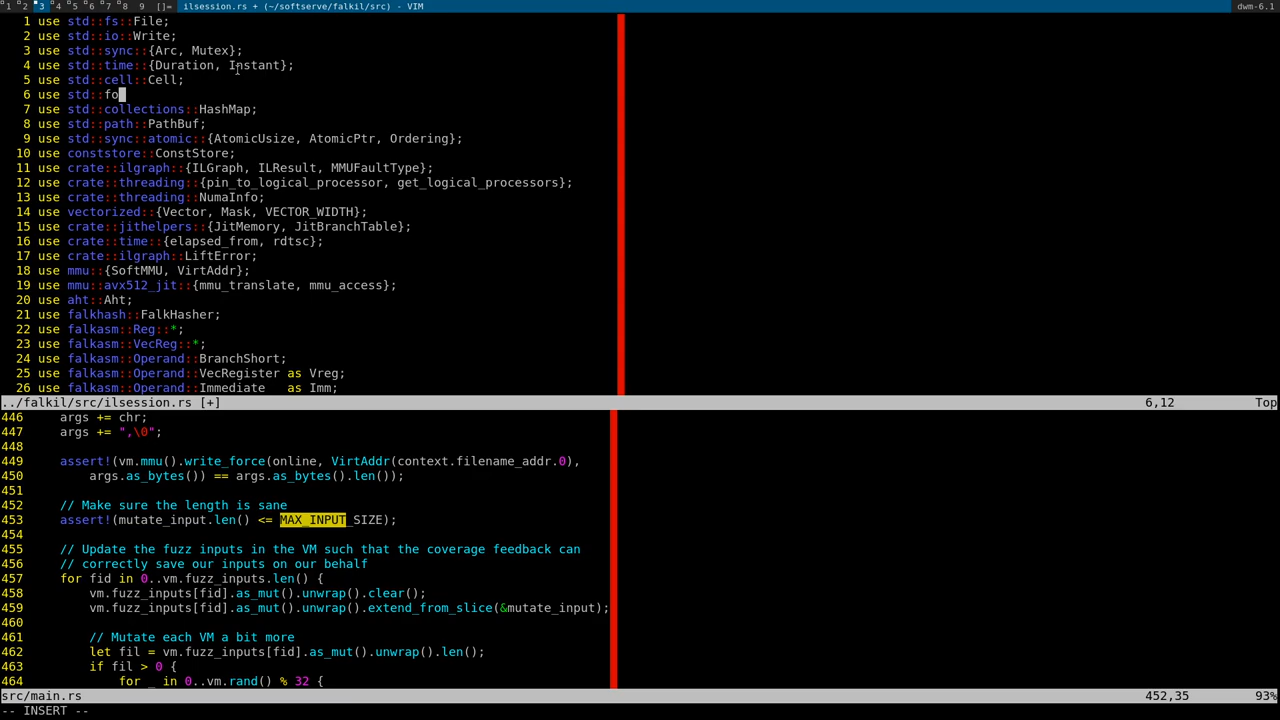 1 2 3 4 5 6 7 8 9 []= ilsession.rs + (~/softserve/falkil/src) - VIM dwm-6.1
1 use std::fs::File;
2 use std::io::Write;
3 use std::sync::{Arc, Mutex};
4 use std::time::{Duration, Instant};
5 use std::cell::Cell;
6 use std::fo
7 use std::collections::HashMap;
8 use std::path::PathBuf;
9 use std::sync::atomic::{AtomicUsize, AtomicPtr, Ordering};
10 use conststore::ConstStore;
11 use crate::ilgraph::{ILGraph, ILResult, MMUFaultType};
12 use crate::threading::{pin_to_logical_processor, get_logical_processors};
13 use crate::threading::NumaInfo;
14 use vectorized::{Vector, Mask, VECTOR_WIDTH};
15 use crate::jithelpers::{JitMemory, JitBranchTable};
16 use crate::time::{elapsed_from, rdtsc};
17 use crate::ilgraph::LiftError;
18 use mmu::{SoftMMU, VirtAddr};
19 use mmu::avx512_jit::{mmu_translate, mmu_access};
20 use aht::Aht;
21 use falkhash::FalkHasher;
22 use falkasm::Reg::*;
23 use falkasm::VecReg::*;
24 use falkasm::Operand::BranchShort;
25 use falkasm::Operand::VecRegister as Vreg;
26 use falkasm::Operand::Immediate   as Imm;
../falkil/src/ilsession.rs [+] 6,12 Top
446     args += chr;
447     args += ",\0";
448
449     assert!(vm.mmu().write_force(online, VirtAddr(context.filename_addr.0),
450         args.as_bytes()) == args.as_bytes().len());
451
452     // Make sure the length is sane
453     assert!(mutate_input.len() <= MAX_INPUT_SIZE);
454
455     // Update the fuzz inputs in the VM such that the coverage feedback can
456     // correctly save our inputs on our behalf
457     for fid in 0..vm.fuzz_inputs.len() {
458         vm.fuzz_inputs[fid].as_mut().unwrap().clear();
459         vm.fuzz_inputs[fid].as_mut().unwrap().extend_from_slice(&mutate_input);
460
461         // Mutate each VM a bit more
462         let fil = vm.fuzz_inputs[fid].as_mut().unwrap().len();
463         if fil > 0 {
464             for _ in 0..vm.rand() % 32 {
src/main.rs 452,35 93%
-- INSERT --